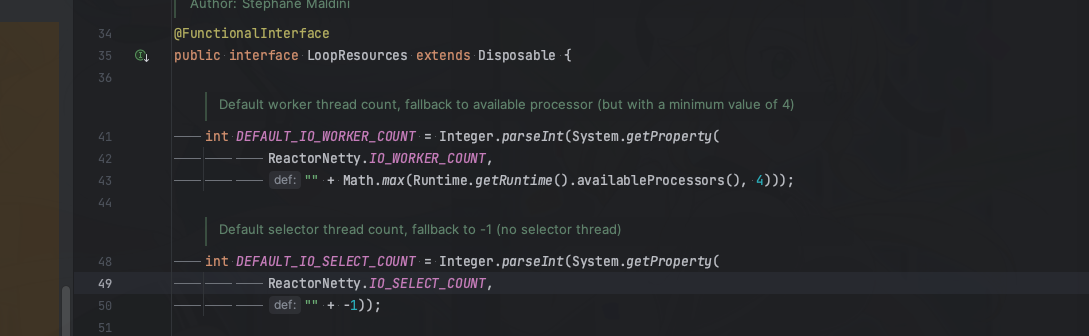 Author: Stephane Maldini
34 @FunctionalInterface
35 public interface LoopResources extends Disposable {
36
Default worker thread count, fallback to available processor (but with a minimum value of 4)
41 int DEFAULT_IO_WORKER_COUNT = Integer.parseInt(System.getProperty(
42 ReactorNetty.IO_WORKER_COUNT,
43 def: "" + Math.max(Runtime.getRuntime().availableProcessors(), 4)));
44
Default selector thread count, fallback to -1 (no selector thread)
48 int DEFAULT_IO_SELECT_COUNT = Integer.parseInt(System.getProperty(
49 ReactorNetty.IO_SELECT_COUNT,
50 def: "" + -1));
51